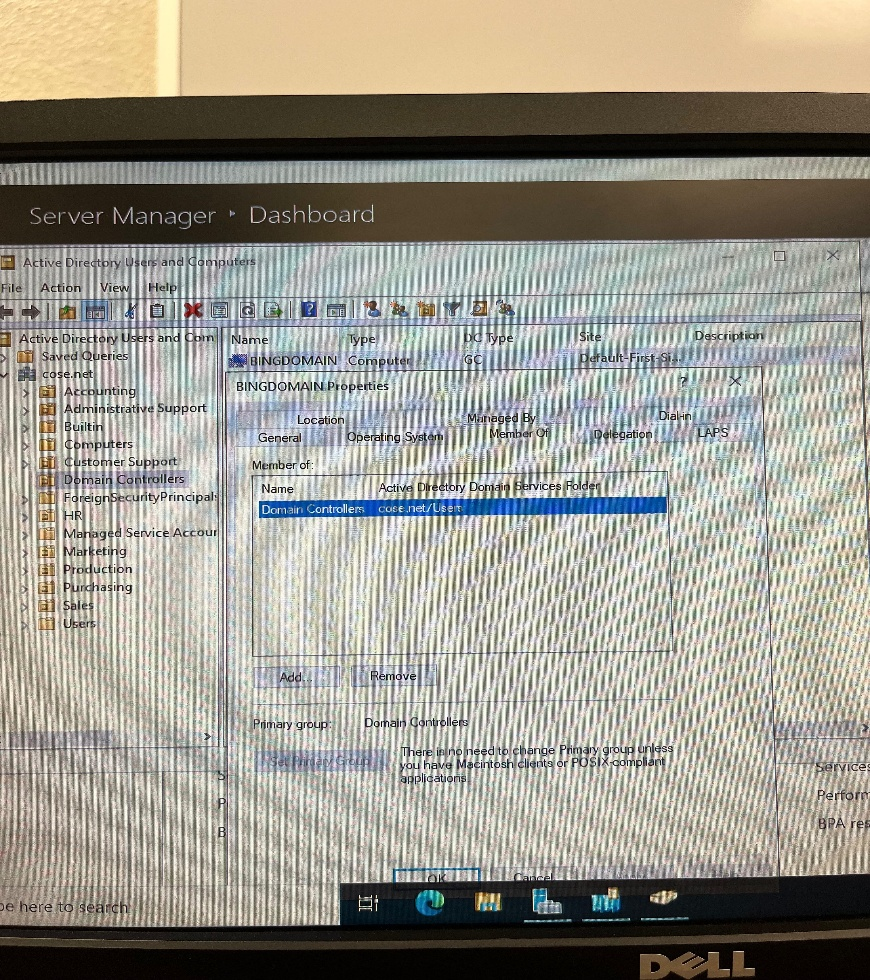 Server Manager ‣ Dashboard
Active Directory Users and Computers
File Action View Help
Active Directory Users and Com
Saved Queries
cose.net
Accounting
Administrative Support
Builtin
Computers
Customer Support
Domain Controllers
ForeignSecurityPrincipals
HR
Managed Service Accour
Marketing
Production
Purchasing
Sales
Users
Name Type DC Type Site Description
BINGDOMAIN Computer GC Default-First-Si...
BINGDOMAIN Properties
? 
Location Managed By Dial-in
General Operating System Member Of Delegation LAPS
Member of:
Name Active Directory Domain Services Folder
Domain Controllers cose.net/Users
Add... Remove
Primary group: Domain Controllers
Set Primary Group
There is no need to change Primary group unless
you have Macintosh clients or POSIX-compliant
applications.
OK Cancel
S
P
B
Services
Perform
BPA res
pe here to search
DELL